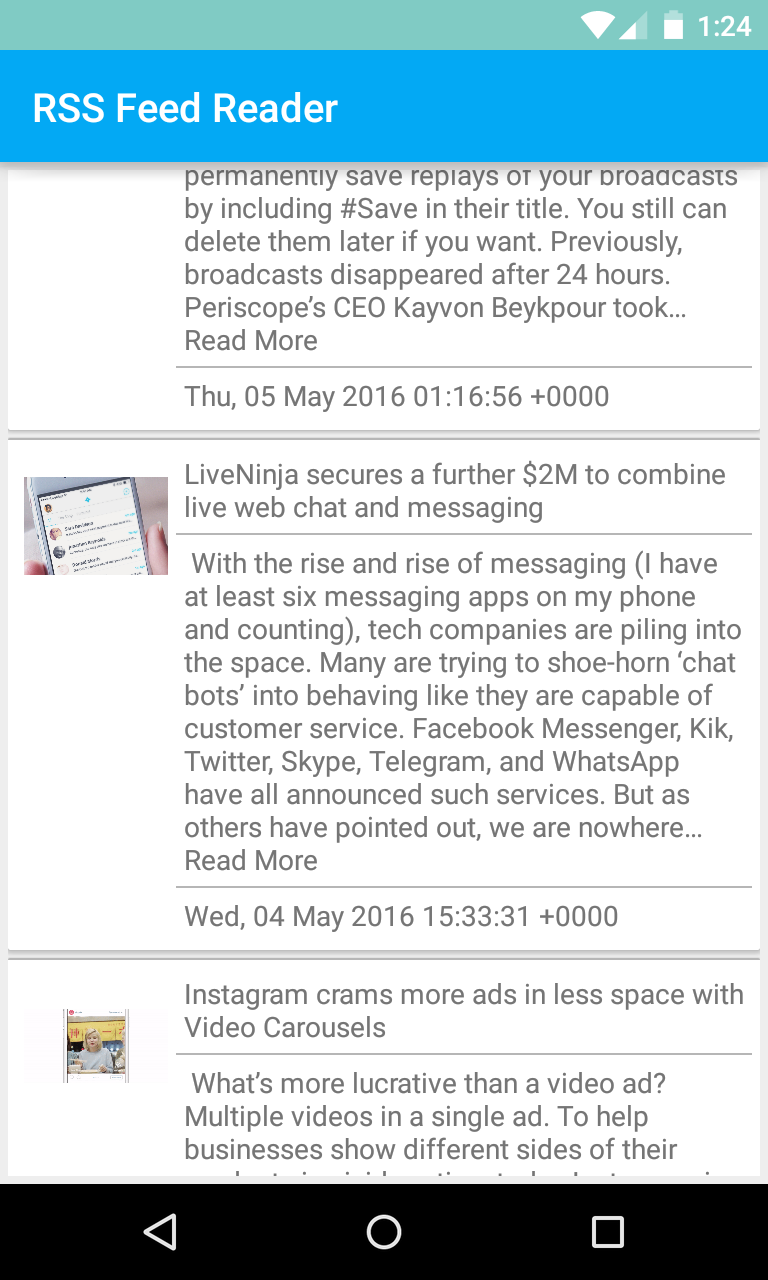 1:24
RSS Feed Reader
permanently save replays of your broadcasts
by including #Save in their title. You still can
delete them later if you want. Previously,
broadcasts disappeared after 24 hours.
Periscope’s CEO Kayvon Beykpour took…
Read More
Thu, 05 May 2016 01:16:56 +0000
LiveNinja secures a further $2M to combine
live web chat and messaging
With the rise and rise of messaging (I have
at least six messaging apps on my phone
and counting), tech companies are piling into
the space. Many are trying to shoe-horn ‘chat
bots’ into behaving like they are capable of
customer service. Facebook Messenger, Kik,
Twitter, Skype, Telegram, and WhatsApp
have all announced such services. But as
others have pointed out, we are nowhere…
Read More
Wed, 04 May 2016 15:33:31 +0000
Instagram crams more ads in less space with
Video Carousels
What’s more lucrative than a video ad?
Multiple videos in a single ad. To help
businesses show different sides of their